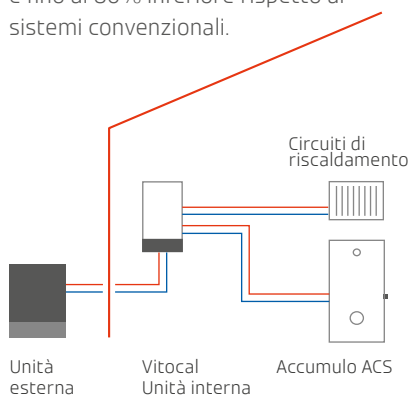 sistemi convenzionali.
Circuiti di
riscaldamento
Unità
esterna
Vitocal
Unità interna
Accumulo ACS